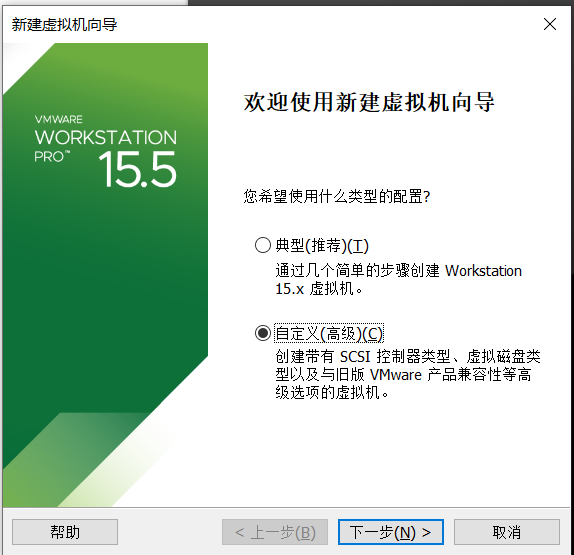 新建虚拟机向导
VMWARE
WORKSTATION
PRO™
15.5
欢迎使用新建虚拟机向导
您希望使用什么类型的配置?
典型(推荐)(T)
通过几个简单的步骤创建 Workstation
15.x 虚拟机。
自定义(高级)(C)
创建带有 SCSI 控制器类型、虚拟磁盘类
型以及与旧版 VMware 产品兼容性等高
级选项的虚拟机。
帮助
< 上一步(B)
下一步(N) >
取消